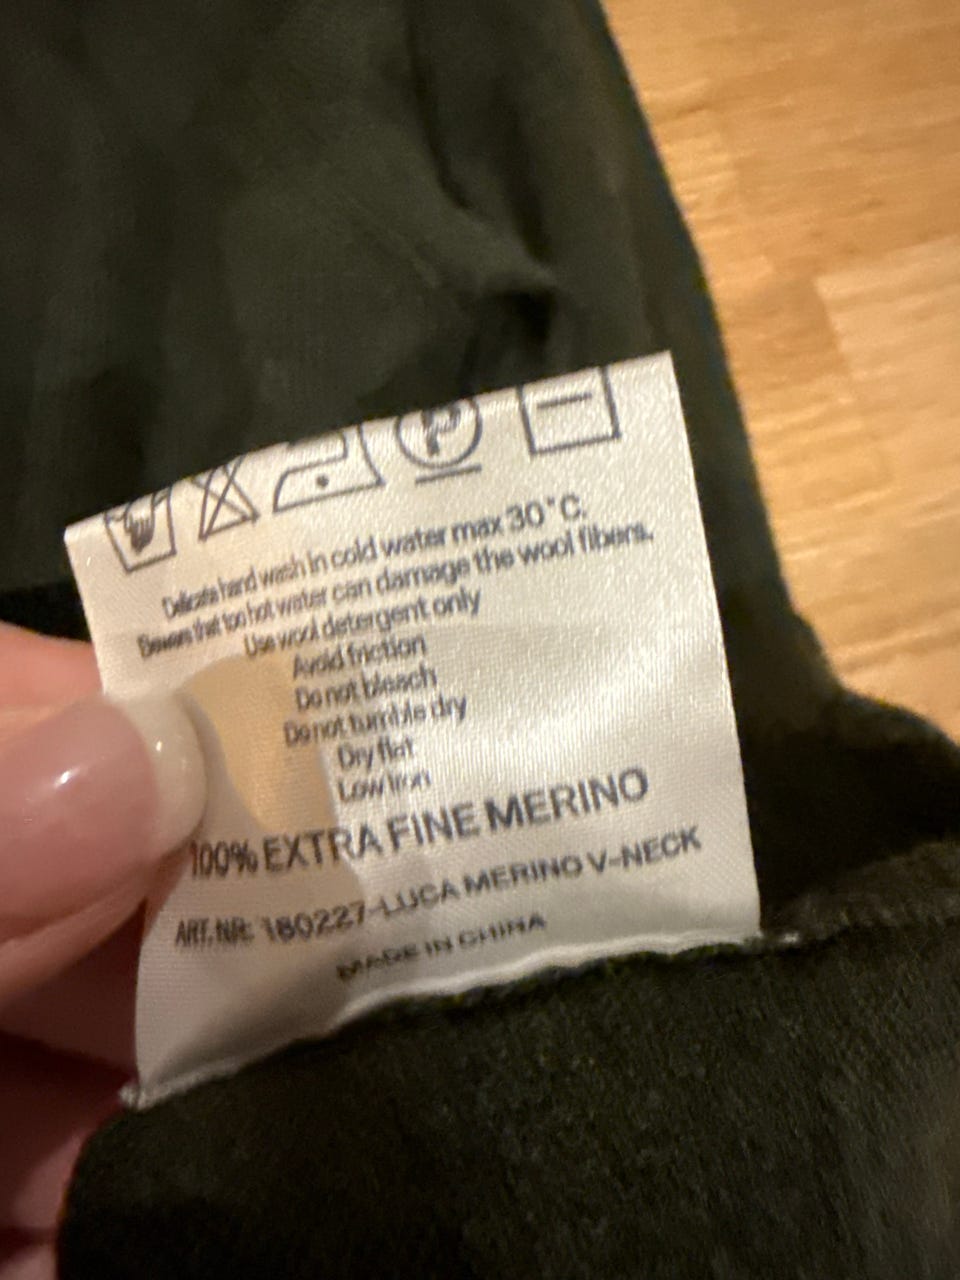 P
Delicate hand wash in cold water max 30°C.
Beware that too hot water can damage the wool fibers.
Use wool detergent only
Avoid friction
Do not bleach
Do not tumble dry
Dry flat
Low Iron
100% EXTRA FINE MERINO
ART. NR: 180227-LUCA MERINO V-NECK
MADE IN CHINA